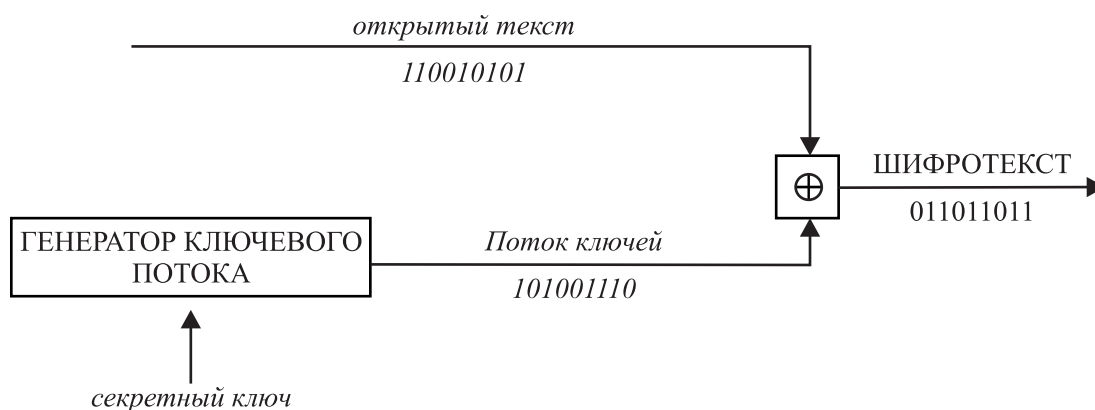 открытый текст
110010101
ШИФРОТЕКСТ
011011011
ГЕНЕРАТОР КЛЮЧЕВОГО
ПОТОКА
Поток ключей
101001110
секретный ключ